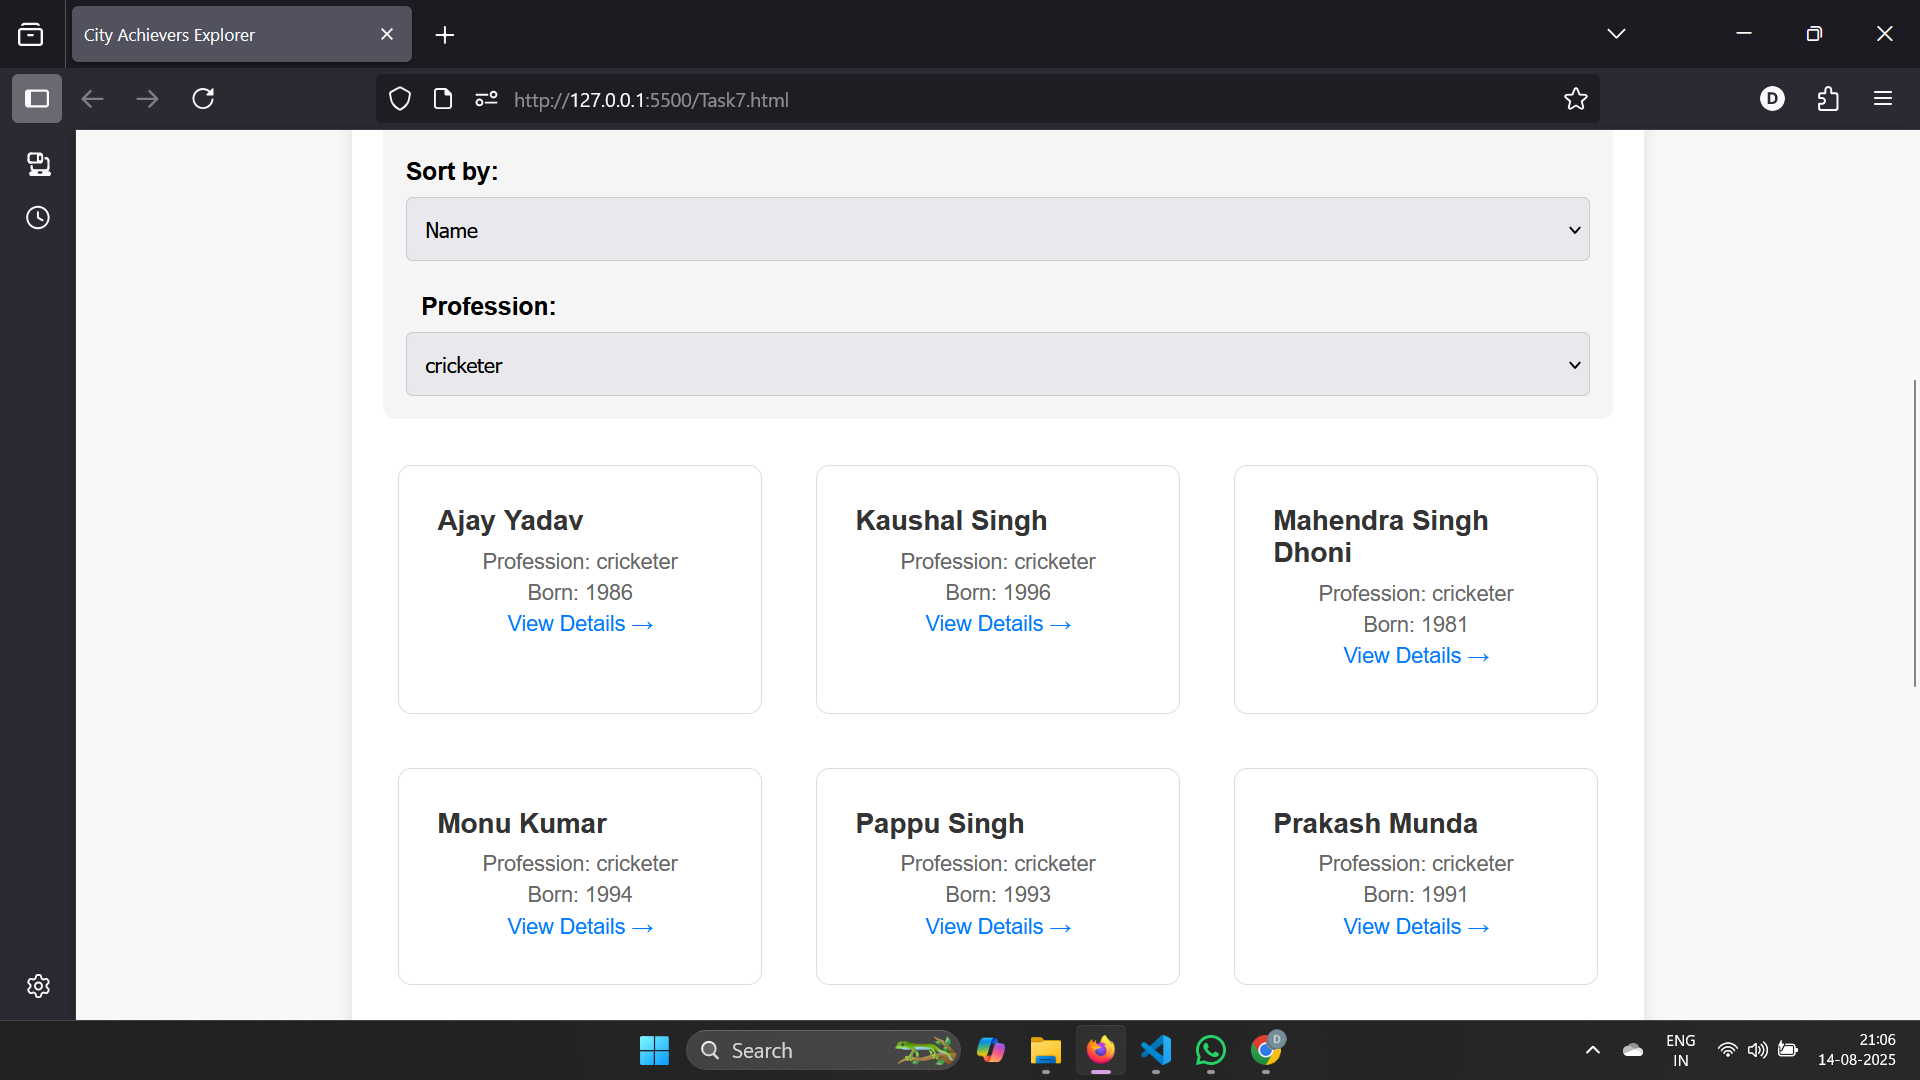 City Achievers Explorer
http://127.0.0.1:5500/Task7.html
D
Sort by:
Name
Profession:
cricketer
Ajay Yadav
Profession: cricketer
Born: 1986
View Details →
Kaushal Singh
Profession: cricketer
Born: 1996
View Details →
Mahendra Singh
Dhoni
Profession: cricketer
Born: 1981
View Details →
Monu Kumar
Profession: cricketer
Born: 1994
View Details →
Pappu Singh
Profession: cricketer
Born: 1993
View Details →
Prakash Munda
Profession: cricketer
Born: 1991
View Details →
Search
D
ENG
IN
21:06
14-08-2025